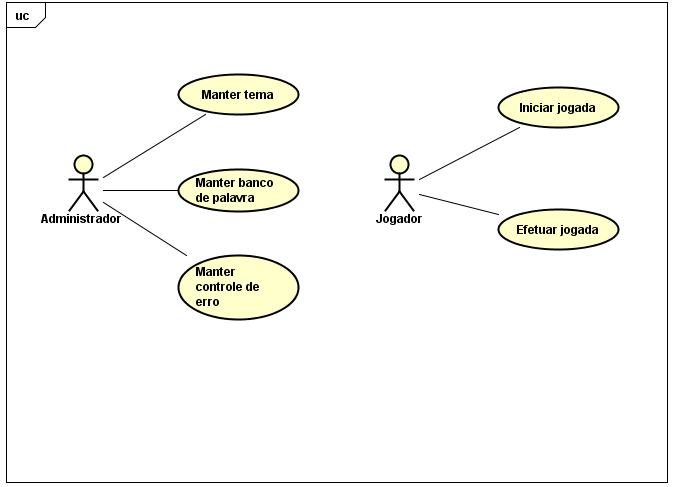 uc
Manter tema
Manter banco
de palavra
Administrador
Manter
controle de
erro
Iniciar jogada
Jogador
Efetuar jogada